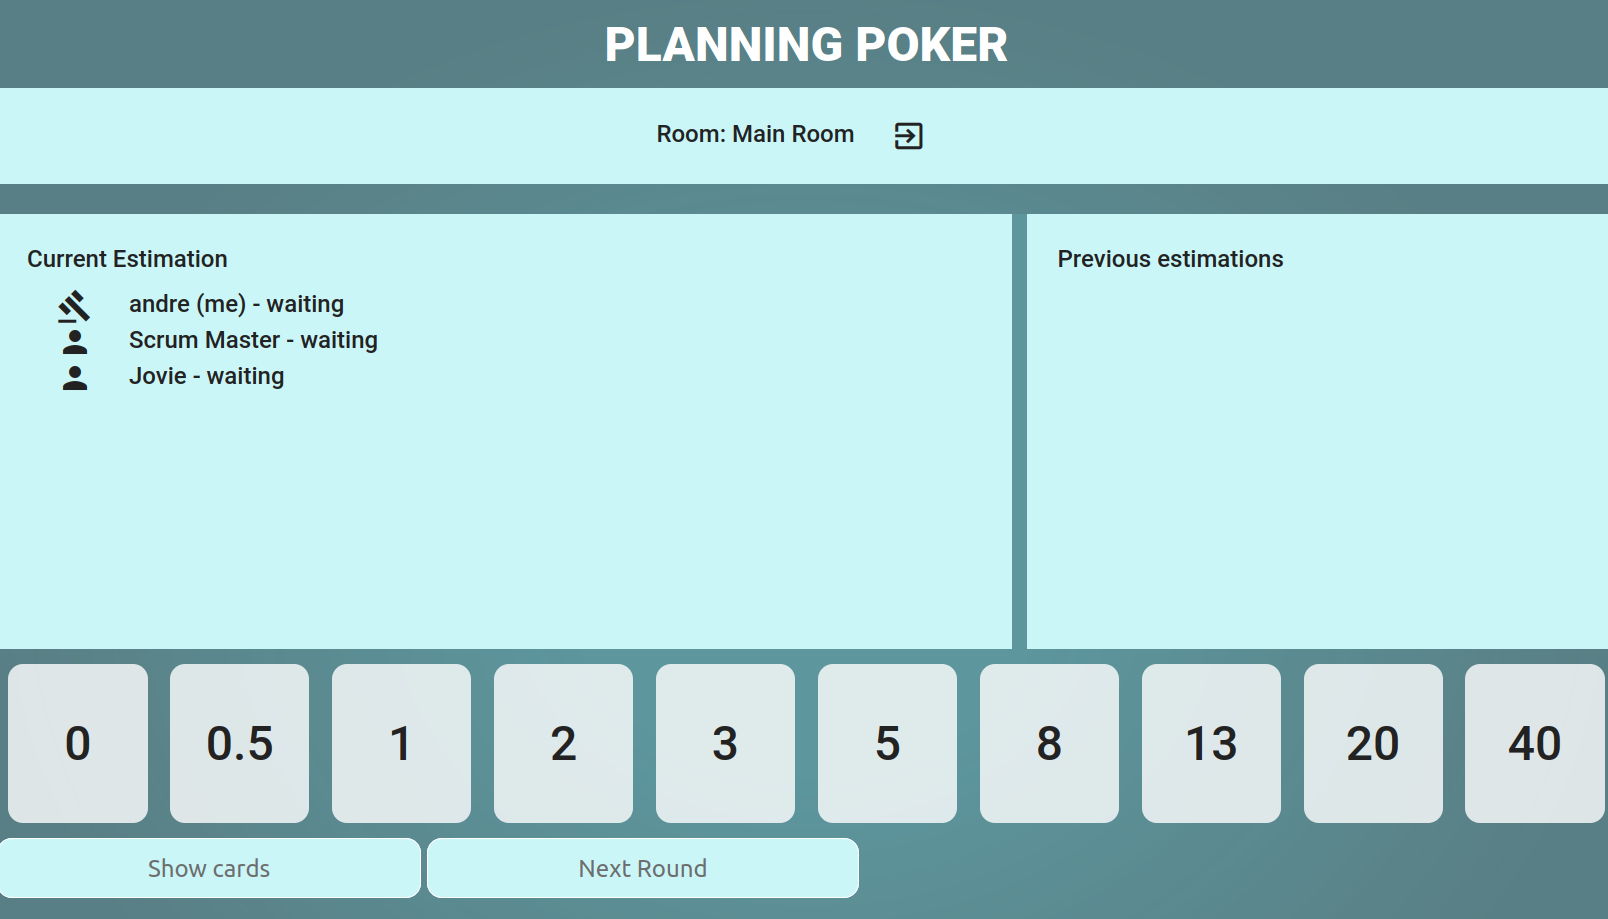 PLANNING POKER
Room: Main Room
Current Estimation
andre (me) - waiting
Scrum Master - waiting
Jovie - waiting
Previous estimations
0 0.5 1 2 3 5 8 13 20 40
Show cards Next Round